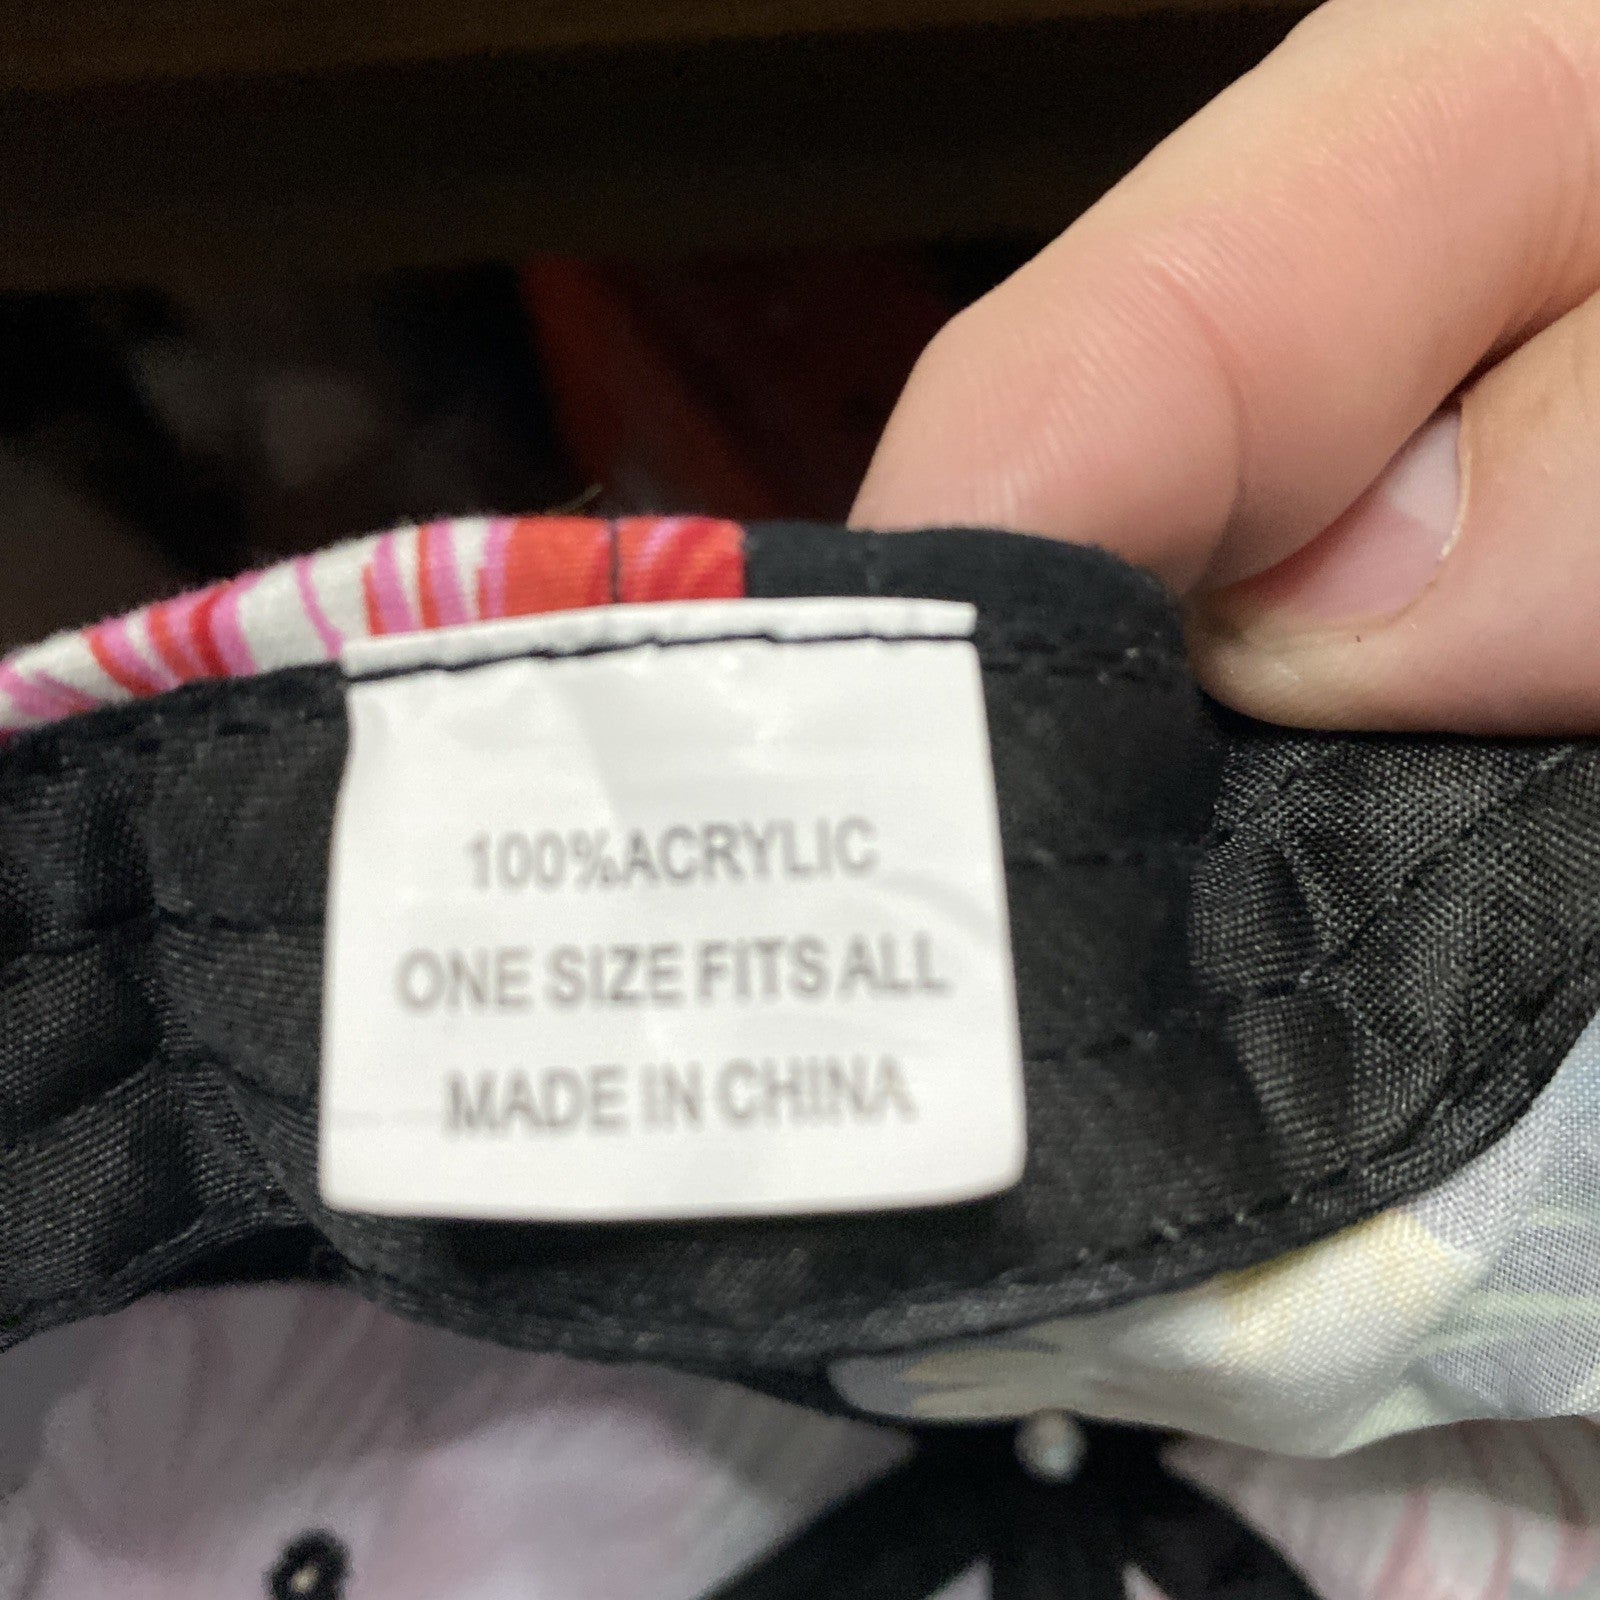 100%ACRYLIC
ONE SIZE FITS ALL
MADE IN CHINA